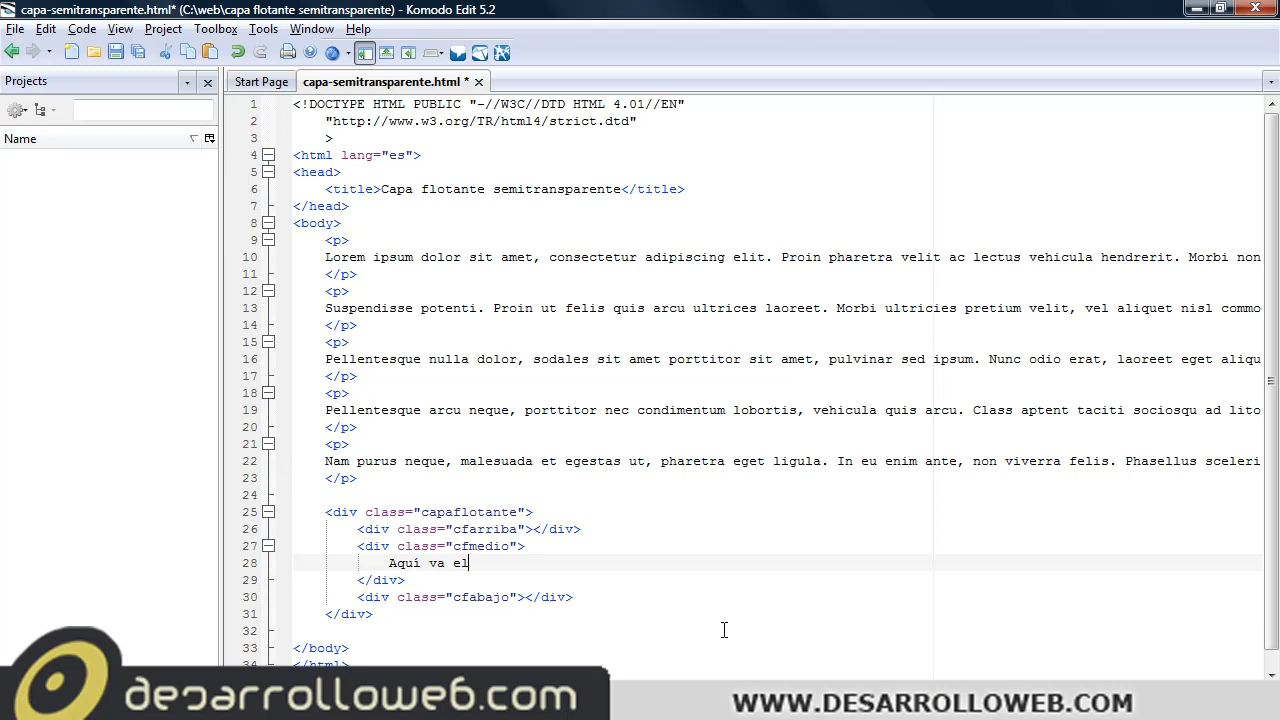 capa-semitransparente.html* (C:\web\capa flotante semitransparente) - Komodo Edit 5.2
File Edit Code View Project Toolbox Tools Window Help
Projects
Start Page
capa-semitransparente.html *
Name
1 <!DOCTYPE HTML PUBLIC "-//W3C//DTD HTML 4.01//EN"
2 "http://www.w3.org/TR/html4/strict.dtd"
3 >
4 <html lang="es">
5 <head>
6 <title>Capa flotante semitransparente</title>
7 </head>
8 <body>
9 <p>
10 Lorem ipsum dolor sit amet, consectetur adipiscing elit. Proin pharetra velit ac lectus vehicula hendrerit. Morbi non
11 </p>
12 <p>
13 Suspendisse potenti. Proin ut felis quis arcu ultrices laoreet. Morbi ultricies pretium velit, vel aliquet nisl commo
14 </p>
15 <p>
16 Pellentesque nulla dolor, sodales sit amet porttitor sit amet, pulvinar sed ipsum. Nunc odio erat, laoreet eget aliqu
17 </p>
18 <p>
19 Pellentesque arcu neque, porttitor nec condimentum lobortis, vehicula quis arcu. Class aptent taciti sociosqu ad lito
20 </p>
21 <p>
22 Nam purus neque, malesuada et egestas ut, pharetra eget ligula. In eu enim ante, non viverra felis. Phasellus sceleri
23 </p>
24
25 <div class="capaflotante">
26 <div class="cfarriba"></div>
27 <div class="cfmedio">
28 Aquí va el
29 </div>
30 <div class="cfabajo"></div>
31 </div>
32
33 </body>
34 </html>
desarrolloweb.com
WWW.DESARROLLOWEB.COM